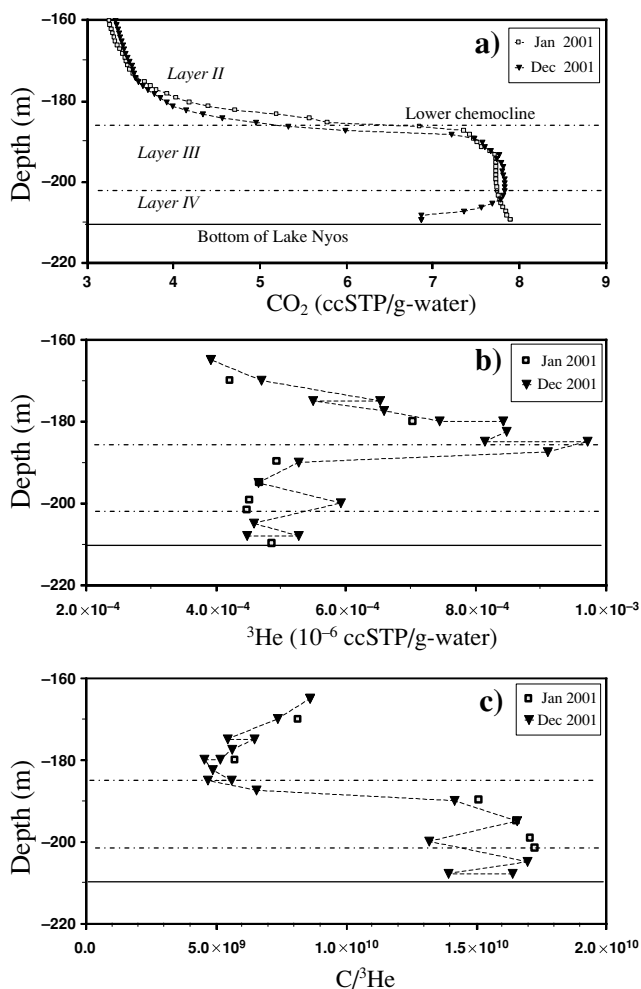 a)
Jan 2001
Dec 2001
Layer II
Lower chemocline
Layer III
Layer IV
Bottom of Lake Nyos
Depth (m)
−160
−180
−200
−220
3 4 5 6 7 8 9
CO₂ (ccSTP/g-water)
b)
Jan 2001
Dec 2001
Depth (m)
−160
−180
−200
−220
2.0×10⁻⁴ 4.0×10⁻⁴ 6.0×10⁻⁴ 8.0×10⁻⁴ 1.0×10⁻³
³He (10⁻⁶ ccSTP/g-water)
c)
Jan 2001
Dec 2001
Depth (m)
−160
−180
−200
−220
0.0 5.0×10⁹ 1.0×10¹⁰ 1.5×10¹⁰ 2.0×10¹⁰
C/³He